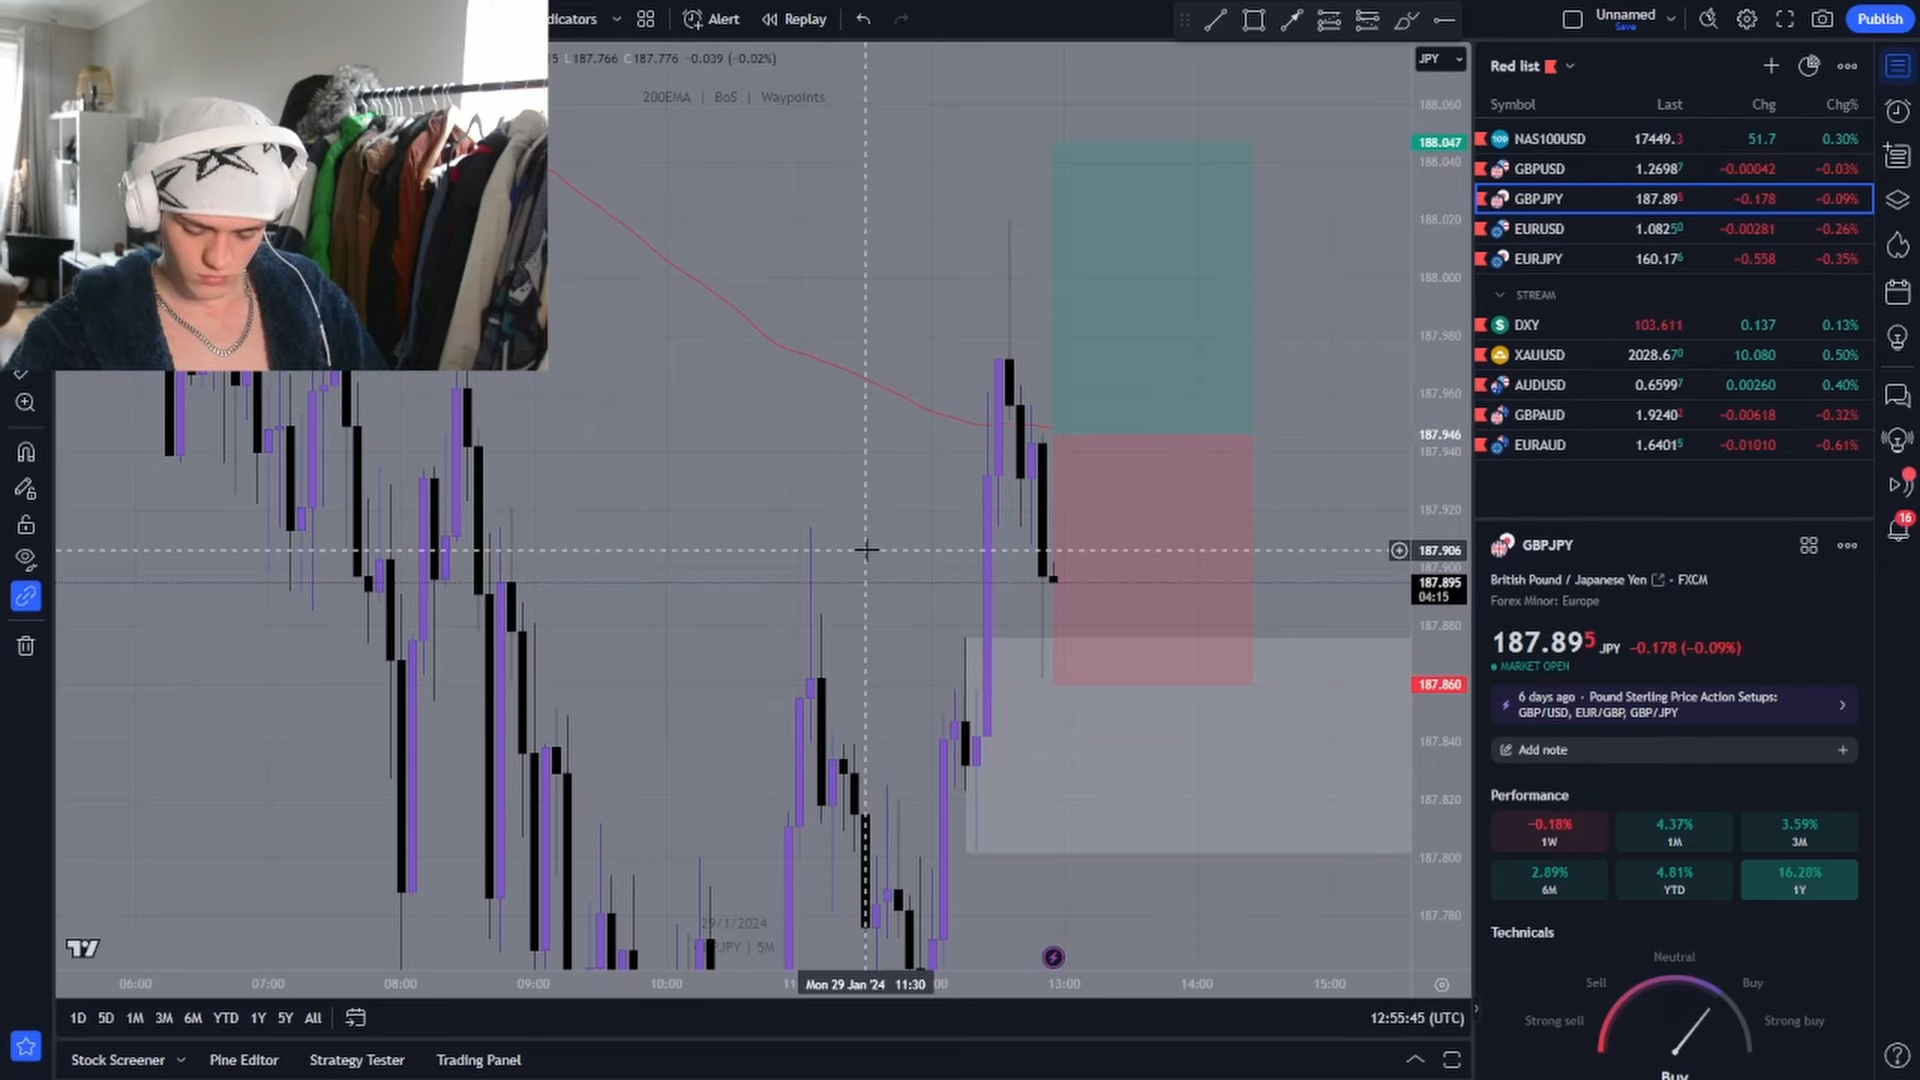 dicators
Alert
Replay
Unnamed
Save
Publish
5 L187.766 C187.776 -0.039 (-0.02%)
200EMA | BoS | Waypoints
JPY
188.060
188.047
188.040
188.020
188.000
187.980
187.960
187.946
187.940
187.920
187.906
187.900
187.895
04:15
187.880
187.860
187.840
187.820
187.800
187.780
29/1/2024
PJPY | 5M
06:00
07:00
08:00
09:00
10:00
11
Mon 29 Jan '24 11:30
00
13:00
14:00
15:00
1D 5D 1M 3M 6M YTD 1Y 5Y All
12:55:45 (UTC)
Stock Screener
Pine Editor
Strategy Tester
Trading Panel
Red list
Symbol Last Chg Chg%
100 NAS100USD 17449.3 51.7 0.30%
GBPUSD 1.26987 -0.00042 -0.03%
GBPJPY 187.895 -0.178 -0.09%
EURUSD 1.08250 -0.00281 -0.26%
EURJPY 160.176 -0.558 -0.35%
STREAM
$ DXY 103.611 0.137 0.13%
XAUUSD 2028.670 10.080 0.50%
AUDUSD 0.65997 0.00260 0.40%
GBPAUD 1.92402 -0.00618 -0.32%
EURAUD 1.64015 -0.01010 -0.61%
16
GBPJPY
British Pound / Japanese Yen · FXCM
Forex Minor: Europe
187.895 JPY -0.178 (-0.09%)
MARKET OPEN
6 days ago · Pound Sterling Price Action Setups:
GBP/USD, EUR/GBP, GBP/JPY
Add note
Performance
-0.18%
1W
4.37%
1M
3.59%
3M
2.89%
6M
4.81%
YTD
16.28%
1Y
Technicals
Neutral
Sell
Buy
Strong sell
Strong buy
Buy